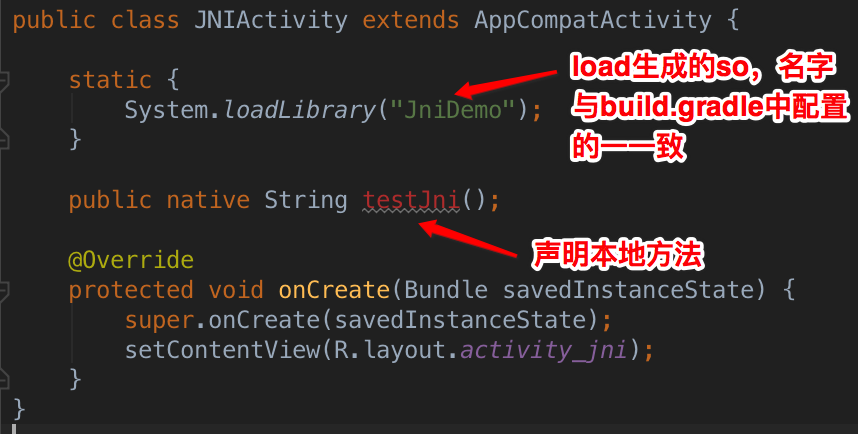 public class JNIActivity extends AppCompatActivity {
static {
load生成的so，名字
System.loadLibrary("JniDemo");
与build.gradle中配置
}
的一一致
public native String testJni();
声明本地方法
@Override
protected void onCreate(Bundle savedInstanceState) {
super.onCreate(savedInstanceState);
setContentView(R.layout.activity_jni);
}
}